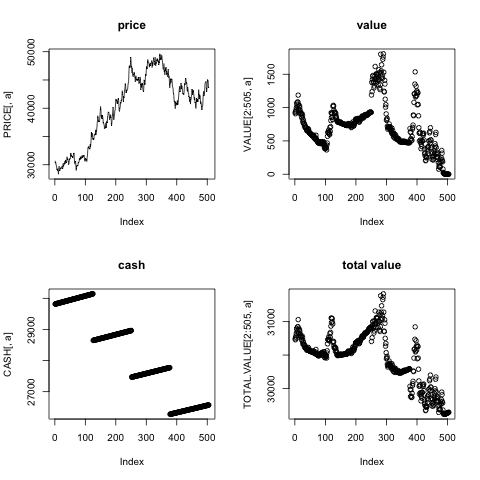 price
PRICE[, a]
50000
40000
30000
0 100 200 300 400 500
Index
value
VALUE[2:505, a]
1500
1000
500
0
0 100 200 300 400 500
Index
cash
CASH[, a]
29000
27000
0 100 200 300 400 500
Index
total value
TOTAL.VALUE[2:505, a]
31000
30000
0 100 200 300 400 500
Index